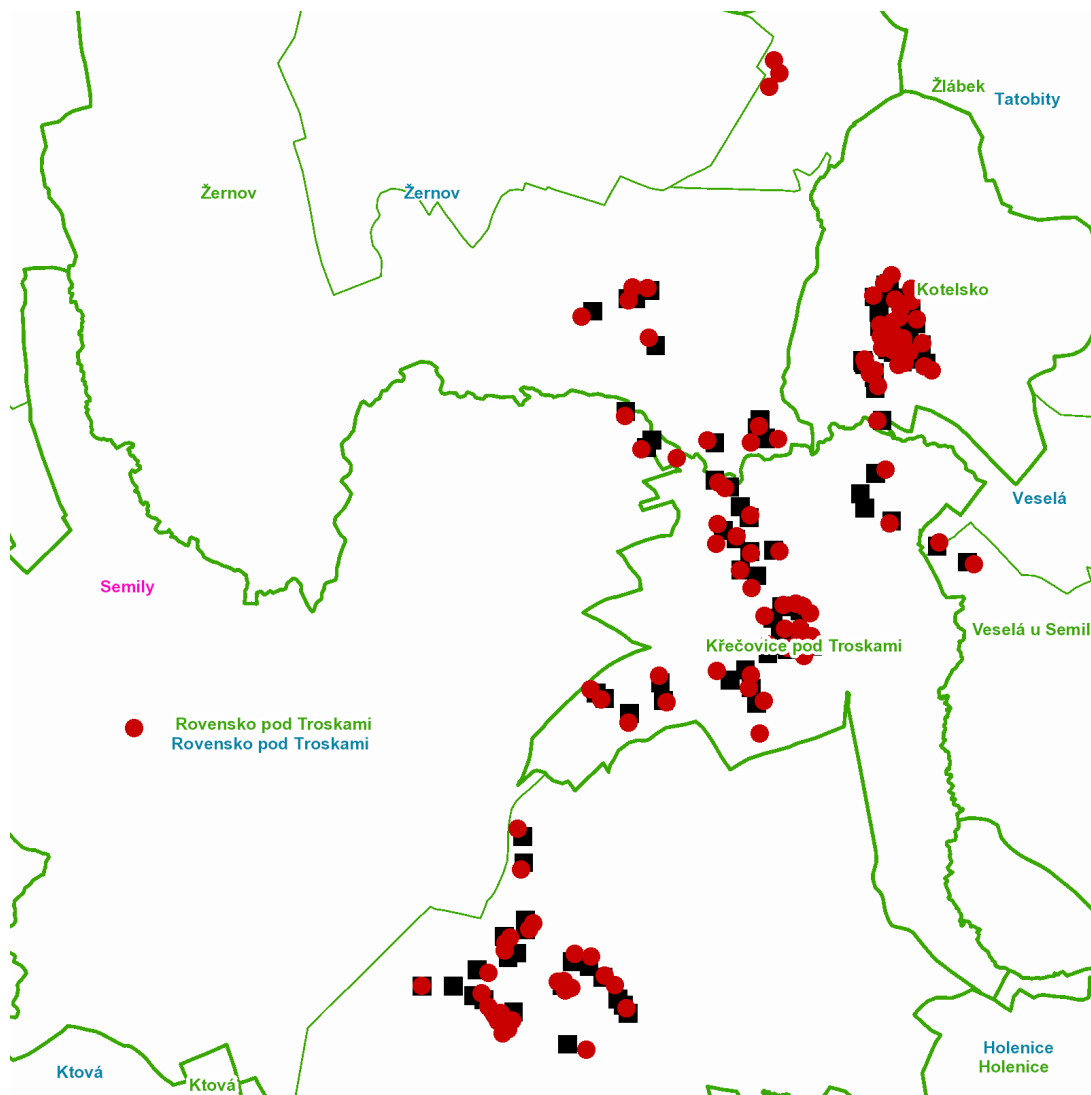 Žlábek
Tatobity
Žernov
Žernov
Kotelsko
Veselá
Semily
Veselá u Semil
Křečovice pod Troskami
Rovensko pod Troskami
Rovensko pod Troskami
Holenice
Holenice
Ktová
Ktová